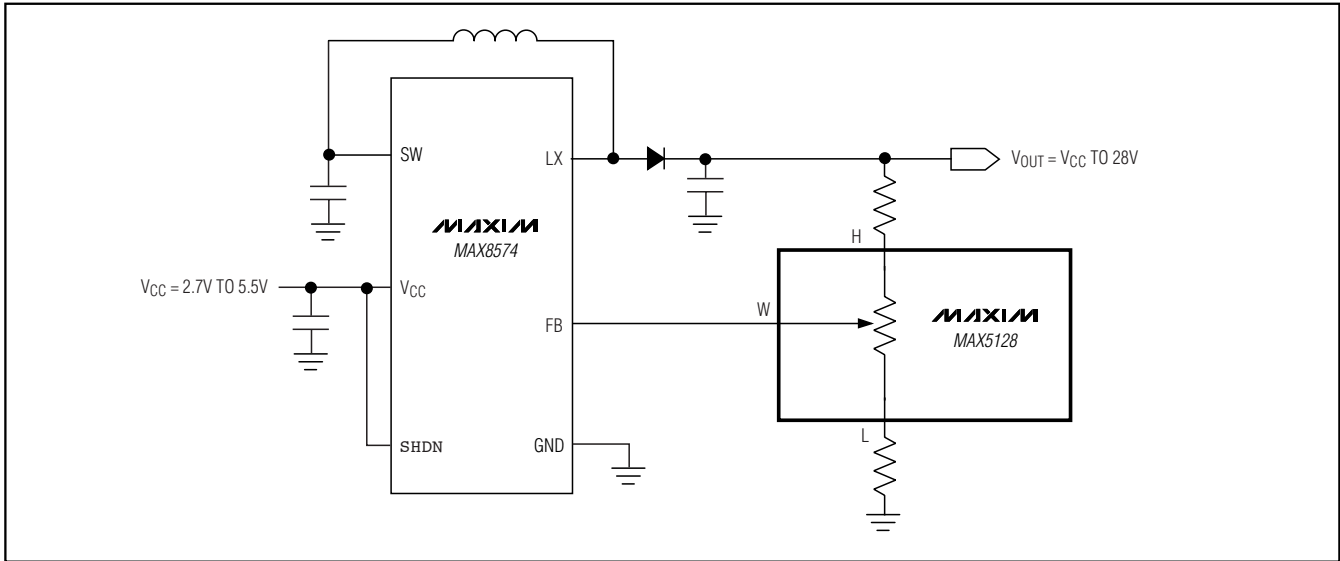 SW
LX
VOUT = VCC TO 28V
MAXIM
MAX8574
H
VCC = 2.7V TO 5.5V
VCC
FB
W
MAXIM
MAX5128
SHDN
GND
L